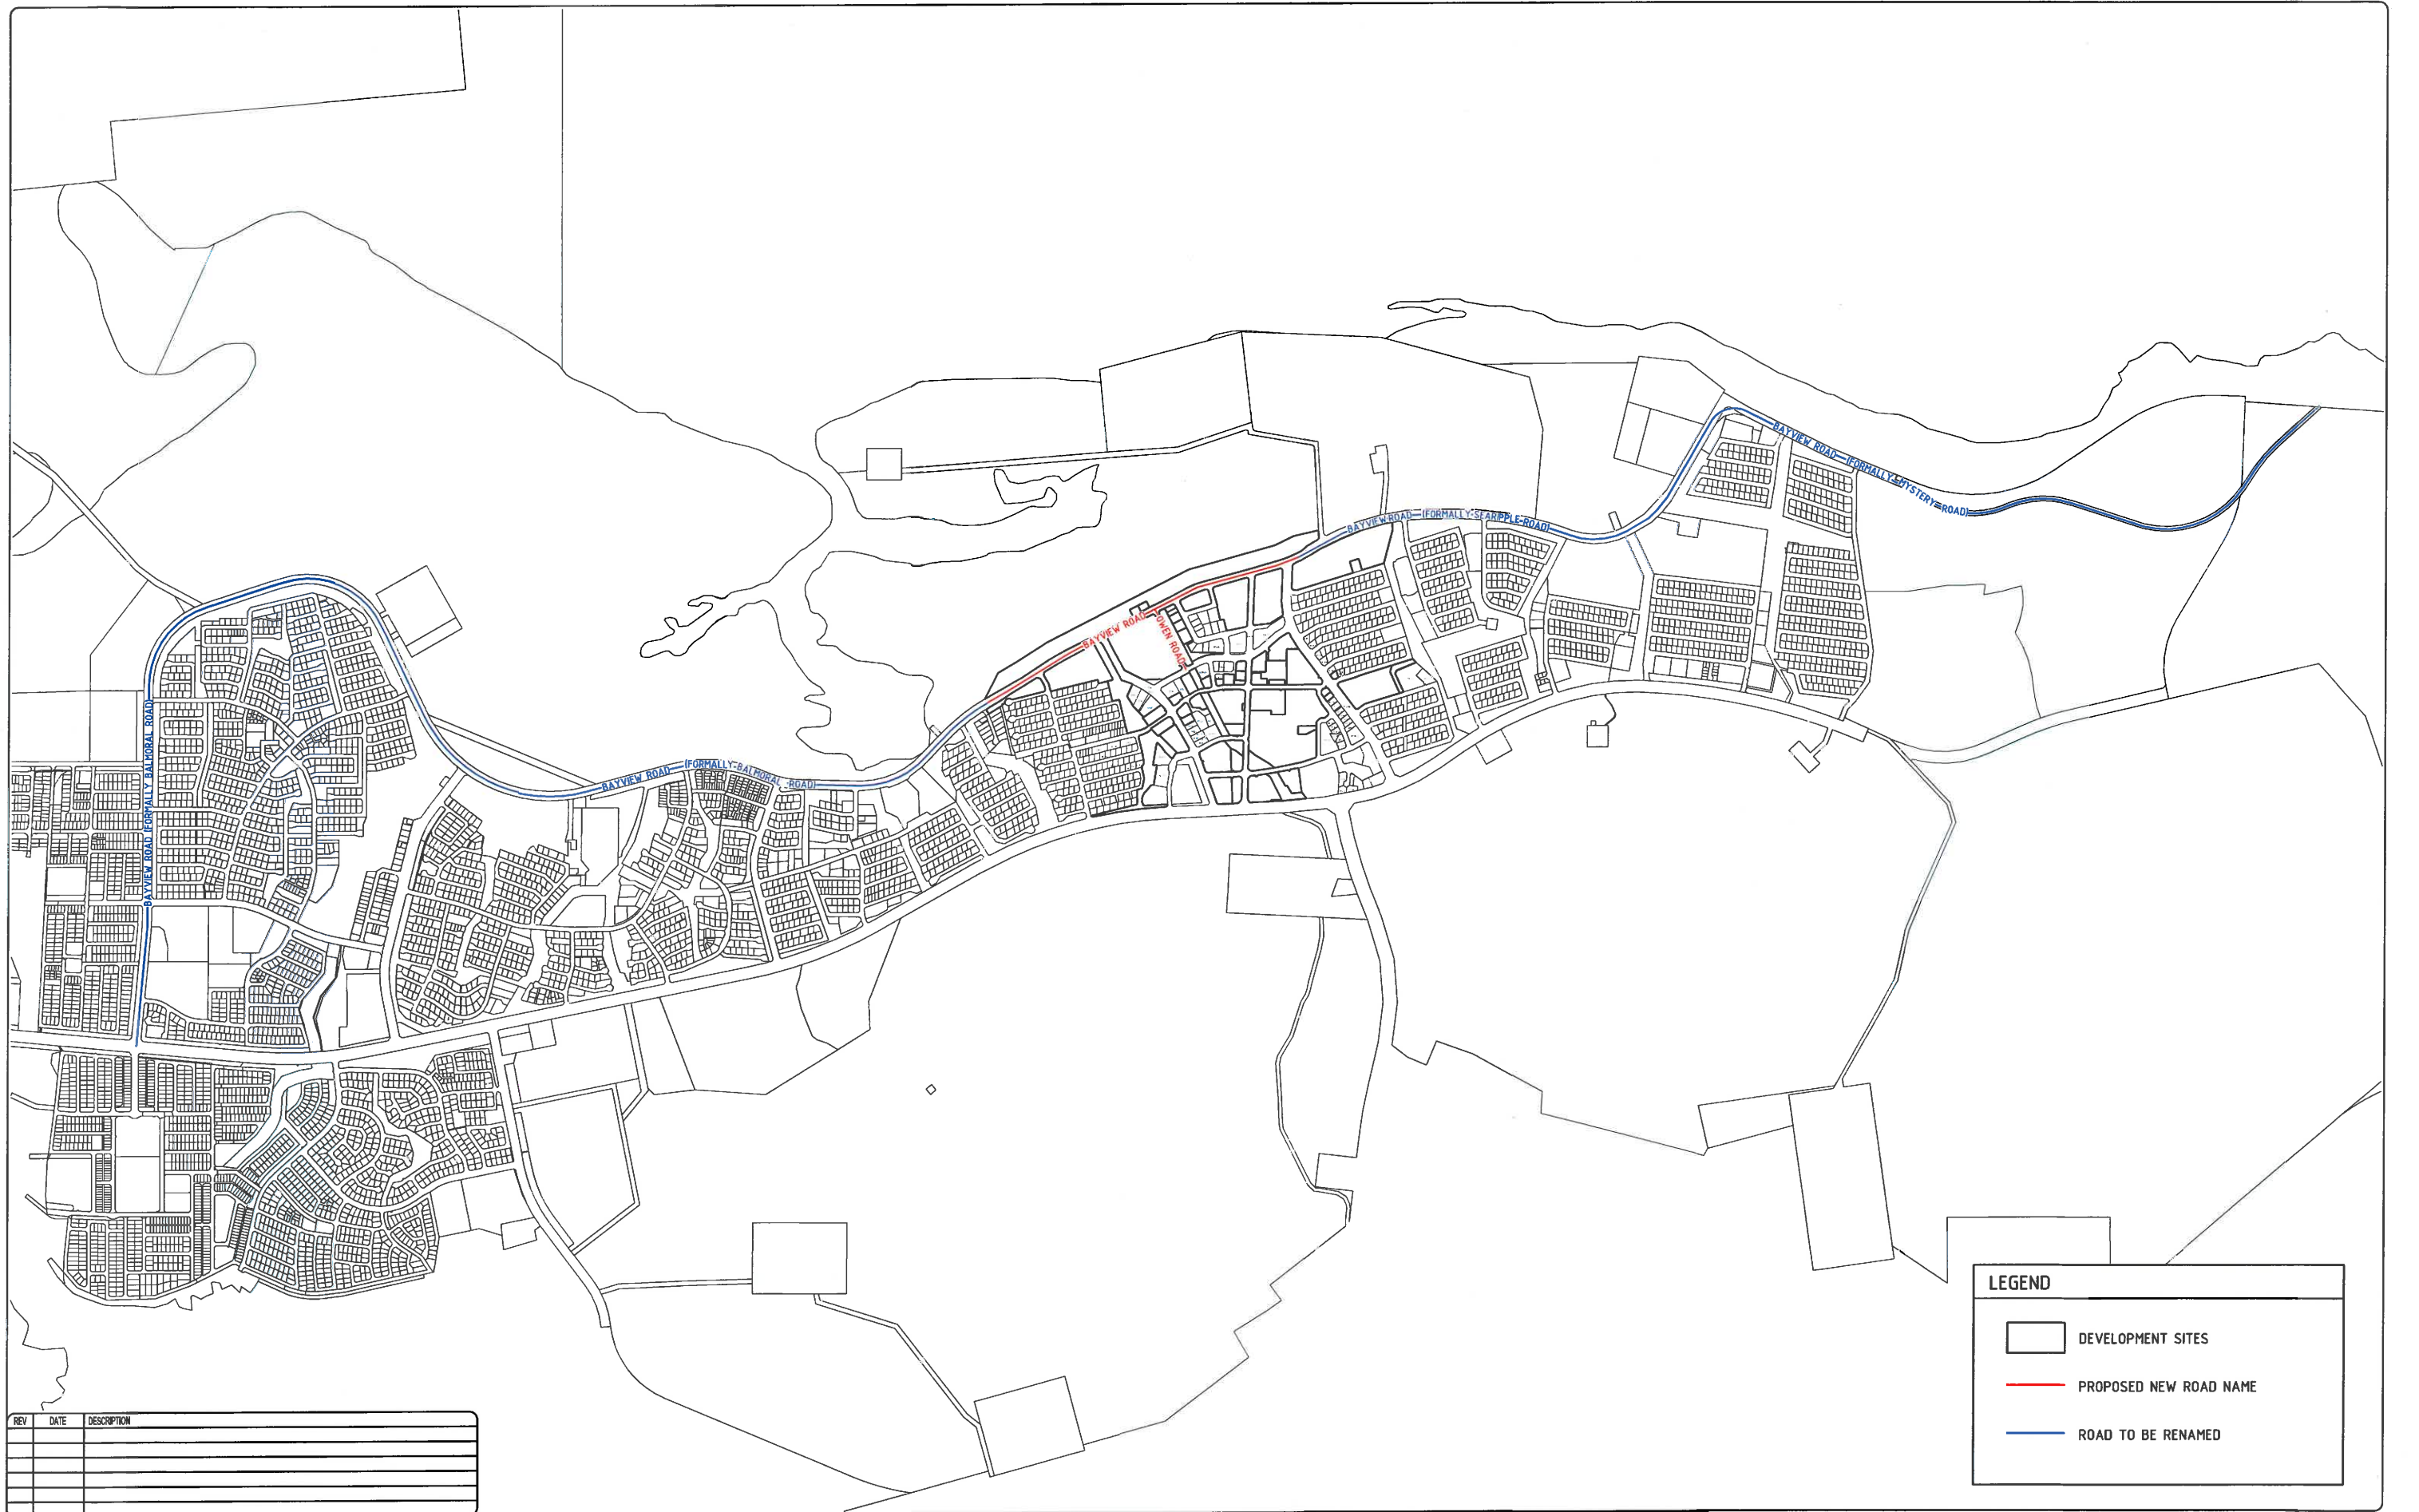 BAYVIEW ROAD (FORMALLY MYSTERY ROAD)
BAYVIEW ROAD (FORMALLY SEARIPPLE ROAD)
BAYVIEW ROAD
OWEN ROAD
BAYVIEW ROAD (FORMALLY BALMORAL ROAD)
BAYVIEW ROAD (FORMALLY BALMORAL ROAD)
LEGEND
DEVELOPMENT SITES
PROPOSED NEW ROAD NAME
ROAD TO BE RENAMED
REV DATE DESCRIPTION